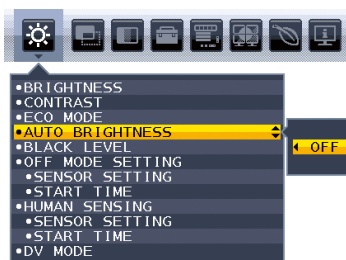 •BRIGHTNESS
•CONTRAST
•ECO MODE
•AUTO BRIGHTNESS
OFF
•BLACK LEVEL
•OFF MODE SETTING
•SENSOR SETTING
•START TIME
•HUMAN SENSING
•SENSOR SETTING
•START TIME
•DV MODE